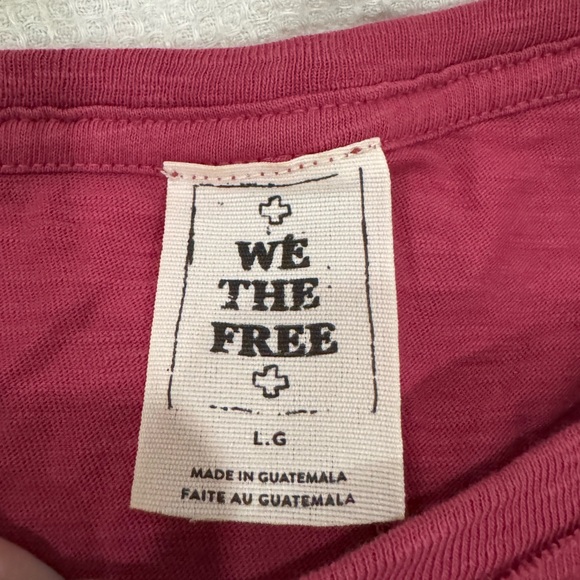 WE
THE
FREE
L.G
MADE IN GUATEMALA
FAITE AU GUATEMALA